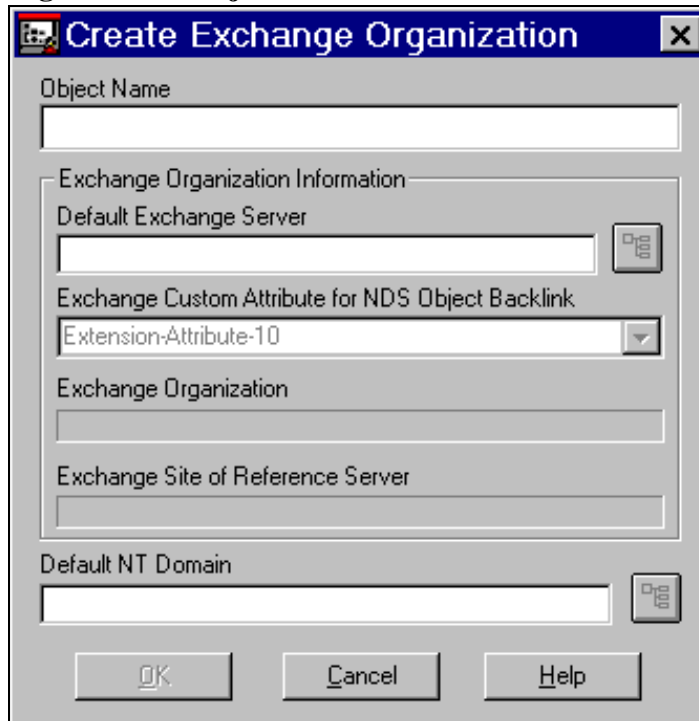 Create Exchange Organization
Object Name
Exchange Organization Information
Default Exchange Server
Exchange Custom Attribute for NDS Object Backlink
Extension-Attribute-10
Exchange Organization
Exchange Site of Reference Server
Default NT Domain
OK Cancel Help